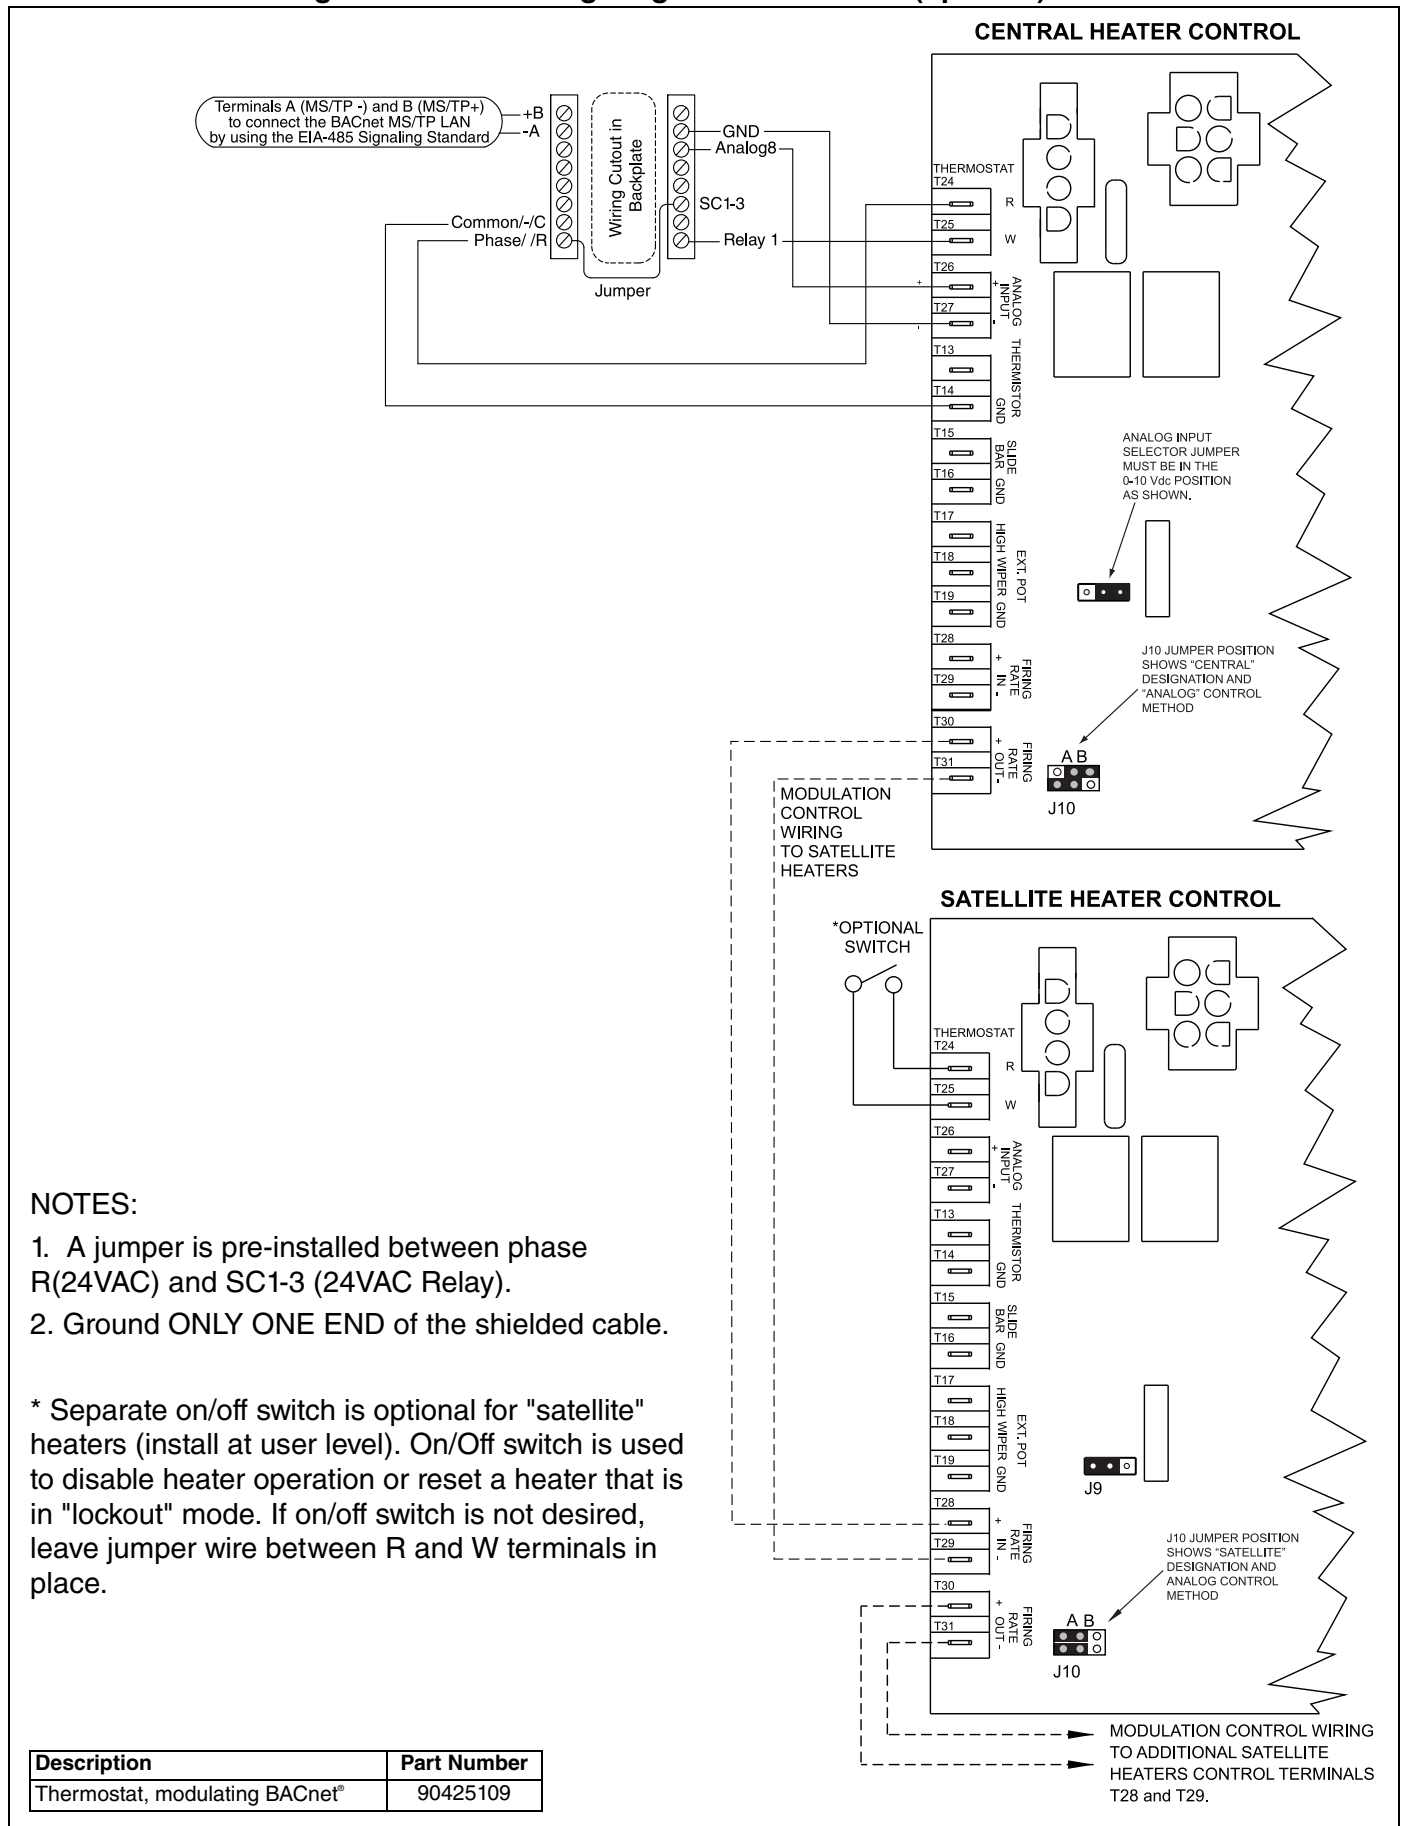 CENTRAL HEATER CONTROL
Terminals A (MS/TP -) and B (MS/TP+)
to connect the BACnet MS/TP LAN
by using the EIA-485 Signaling Standard
+B
-A
Common/-/C
Phase/ /R
Wiring Cutout in
Backplate
Jumper
GND
Analog8
SC1-3
Relay 1
THERMOSTAT
T24
R
T25
W
T26
+
T27
-
ANALOG
INPUT
T13
THERMISTOR
T14
GND
T15
SLIDE
BAR
T16
GND
T17
HIGH
T18
WIPER
EXT. POT
T19
GND
T28
+
T29
-
FIRING
RATE
IN
T30
+
T31
-
FIRING
RATE
OUT
ANALOG INPUT
SELECTOR JUMPER
MUST BE IN THE
0-10 Vdc POSITION
AS SHOWN.
J10 JUMPER POSITION
SHOWS “CENTRAL”
DESIGNATION AND
“ANALOG” CONTROL
METHOD
A B
J10
MODULATION
CONTROL
WIRING
TO SATELLITE
HEATERS
SATELLITE HEATER CONTROL
*OPTIONAL
SWITCH
THERMOSTAT
T24
R
T25
W
T26
+
T27
-
ANALOG
INPUT
T13
THERMISTOR
T14
GND
T15
SLIDE
BAR
T16
GND
T17
HIGH
T18
WIPER
EXT. POT
T19
GND
J9
T28
+
T29
-
FIRING
RATE
IN
T30
+
T31
-
FIRING
RATE
OUT
J10 JUMPER POSITION
SHOWS “SATELLITE”
DESIGNATION AND
ANALOG CONTROL
METHOD
A B
J10
MODULATION CONTROL WIRING
TO ADDITIONAL SATELLITE
HEATERS CONTROL TERMINALS
T28 and T29.
NOTES:
1. A jumper is pre-installed between phase
R(24VAC) and SC1-3 (24VAC Relay).
2. Ground ONLY ONE END of the shielded cable.
* Separate on/off switch is optional for "satellite"
heaters (install at user level). On/Off switch is used
to disable heater operation or reset a heater that is
in "lockout" mode. If on/off switch is not desired,
leave jumper wire between R and W terminals in
place.
Description Part Number
Thermostat, modulating BACnet® 90425109